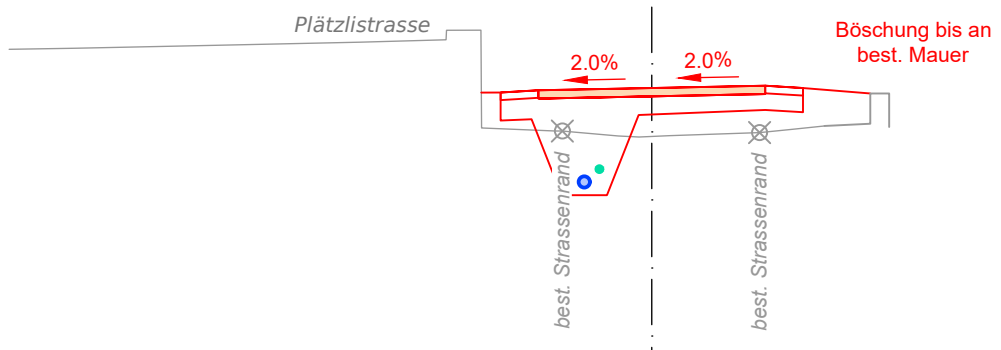 Plätzlistrasse
Böschung bis an
best. Mauer
2.0%
2.0%
best. Strassenrand
best. Strassenrand